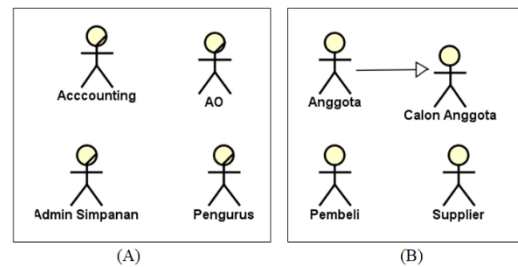 Acccounting
AO
Anggota
Calon Anggota
Admin Simpanan
Pengurus
Pembeli
Supplier
(A)
(B)